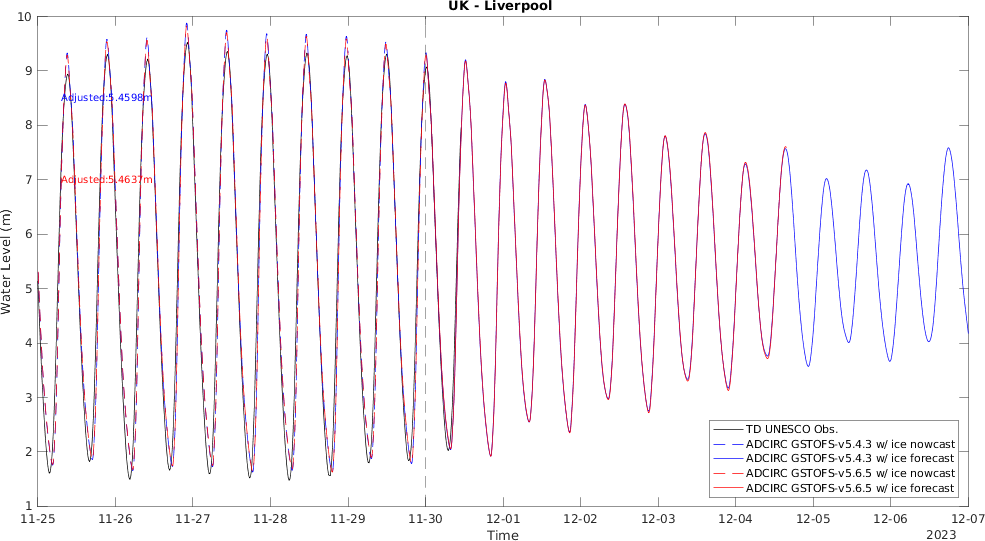 UK - Liverpool
10
9
8
7
6
5
4
3
2
1
Water Level (m)
Adjusted:5.4598m
Adjusted:5.4637m
TD UNESCO Obs.
ADCIRC GSTOFS-v5.4.3 w/ ice nowcast
ADCIRC GSTOFS-v5.4.3 w/ ice forecast
ADCIRC GSTOFS-v5.6.5 w/ ice nowcast
ADCIRC GSTOFS-v5.6.5 w/ ice forecast
11-25 11-26 11-27 11-28 11-29 11-30 12-01 12-02 12-03 12-04 12-05 12-06 12-07
Time
2023